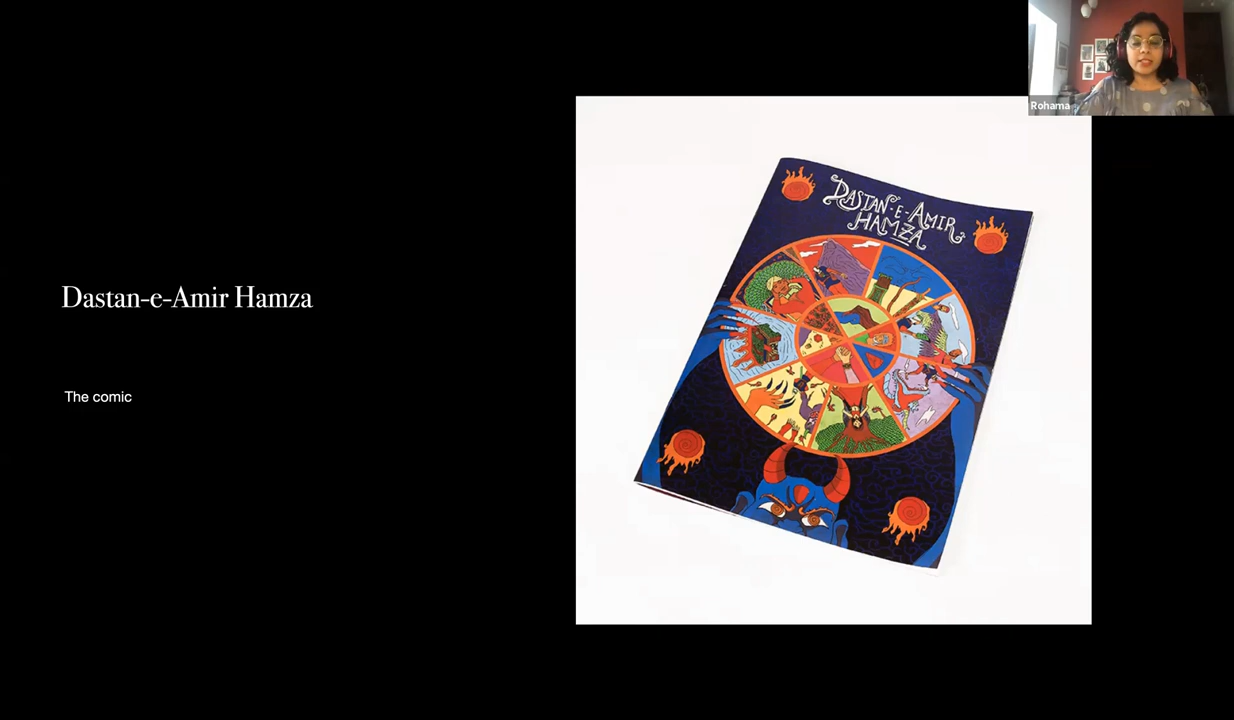 Dastan-e-Amir Hamza
The comic
DASTAN-E-AMIR
HAMZA
Rohama